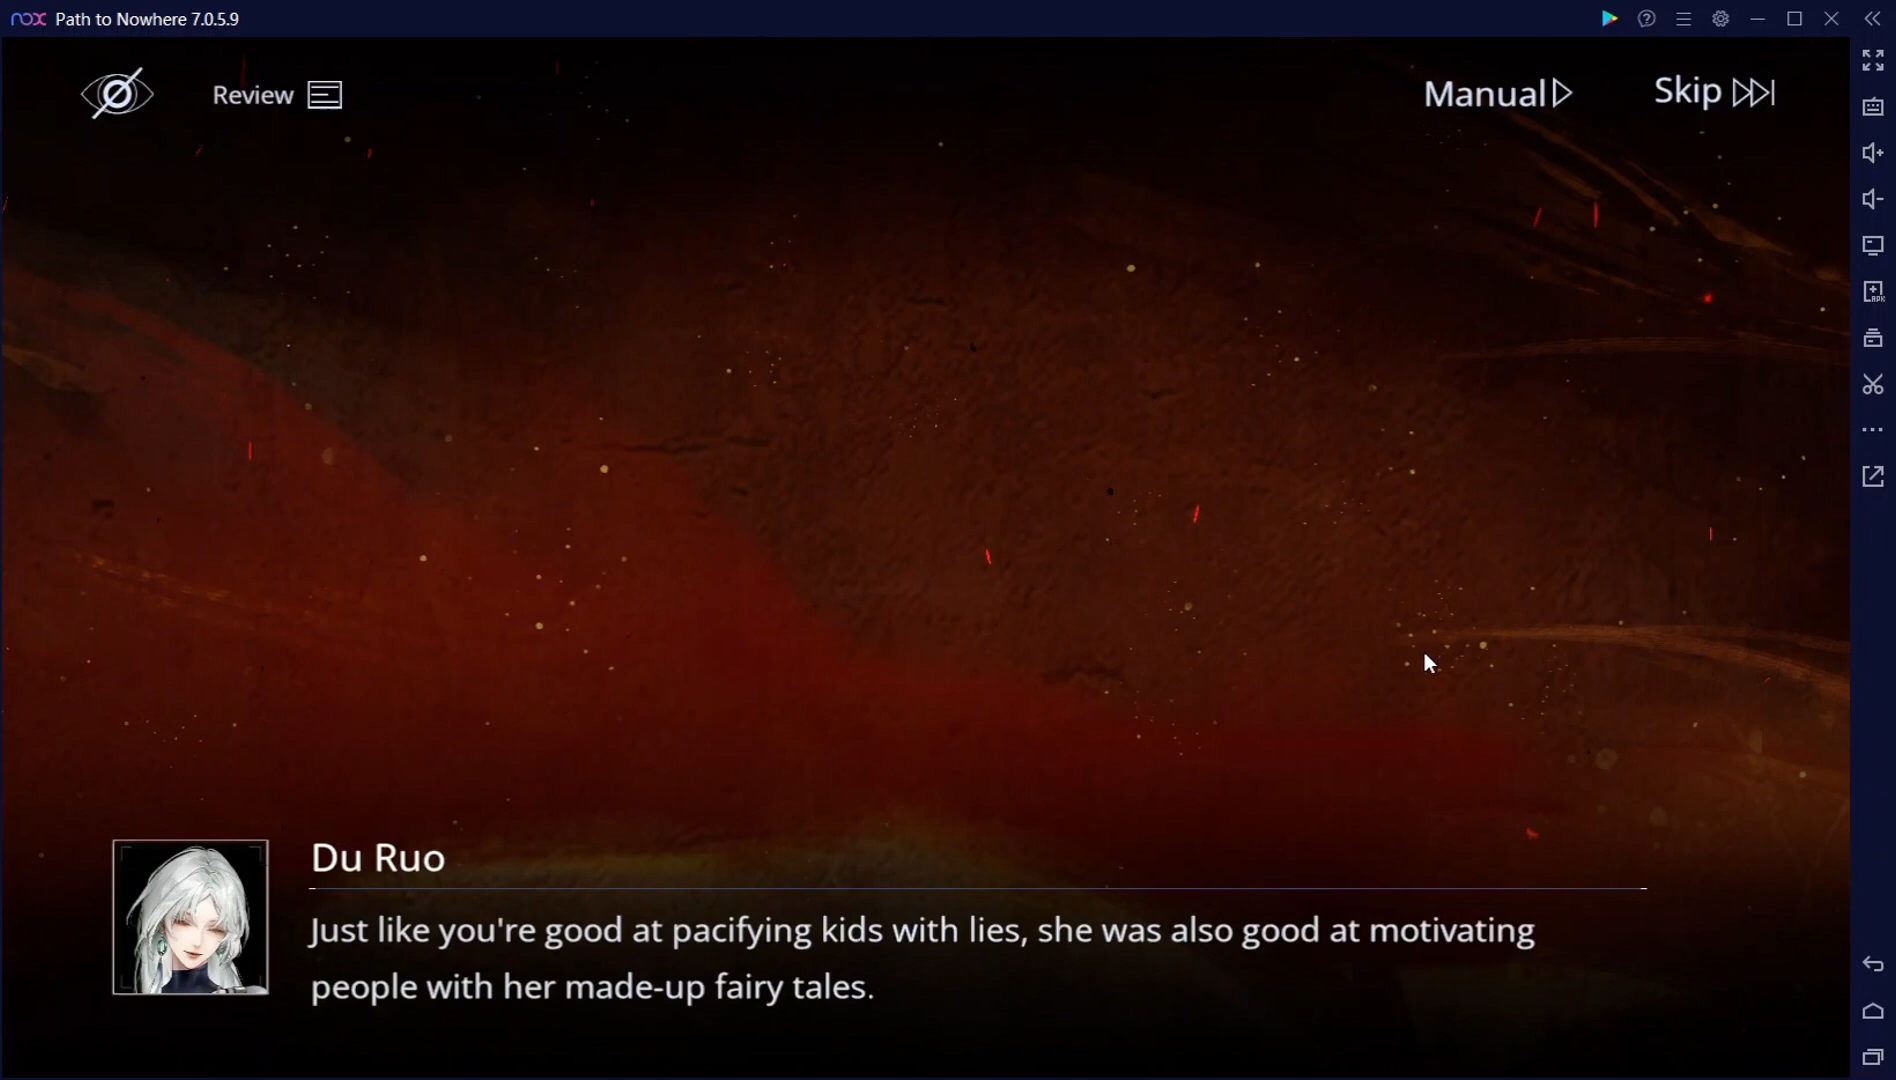 nox Path to Nowhere 7.0.5.9
Review
Manual
Skip
Du Ruo
Just like you're good at pacifying kids with lies, she was also good at motivating
people with her made-up fairy tales.